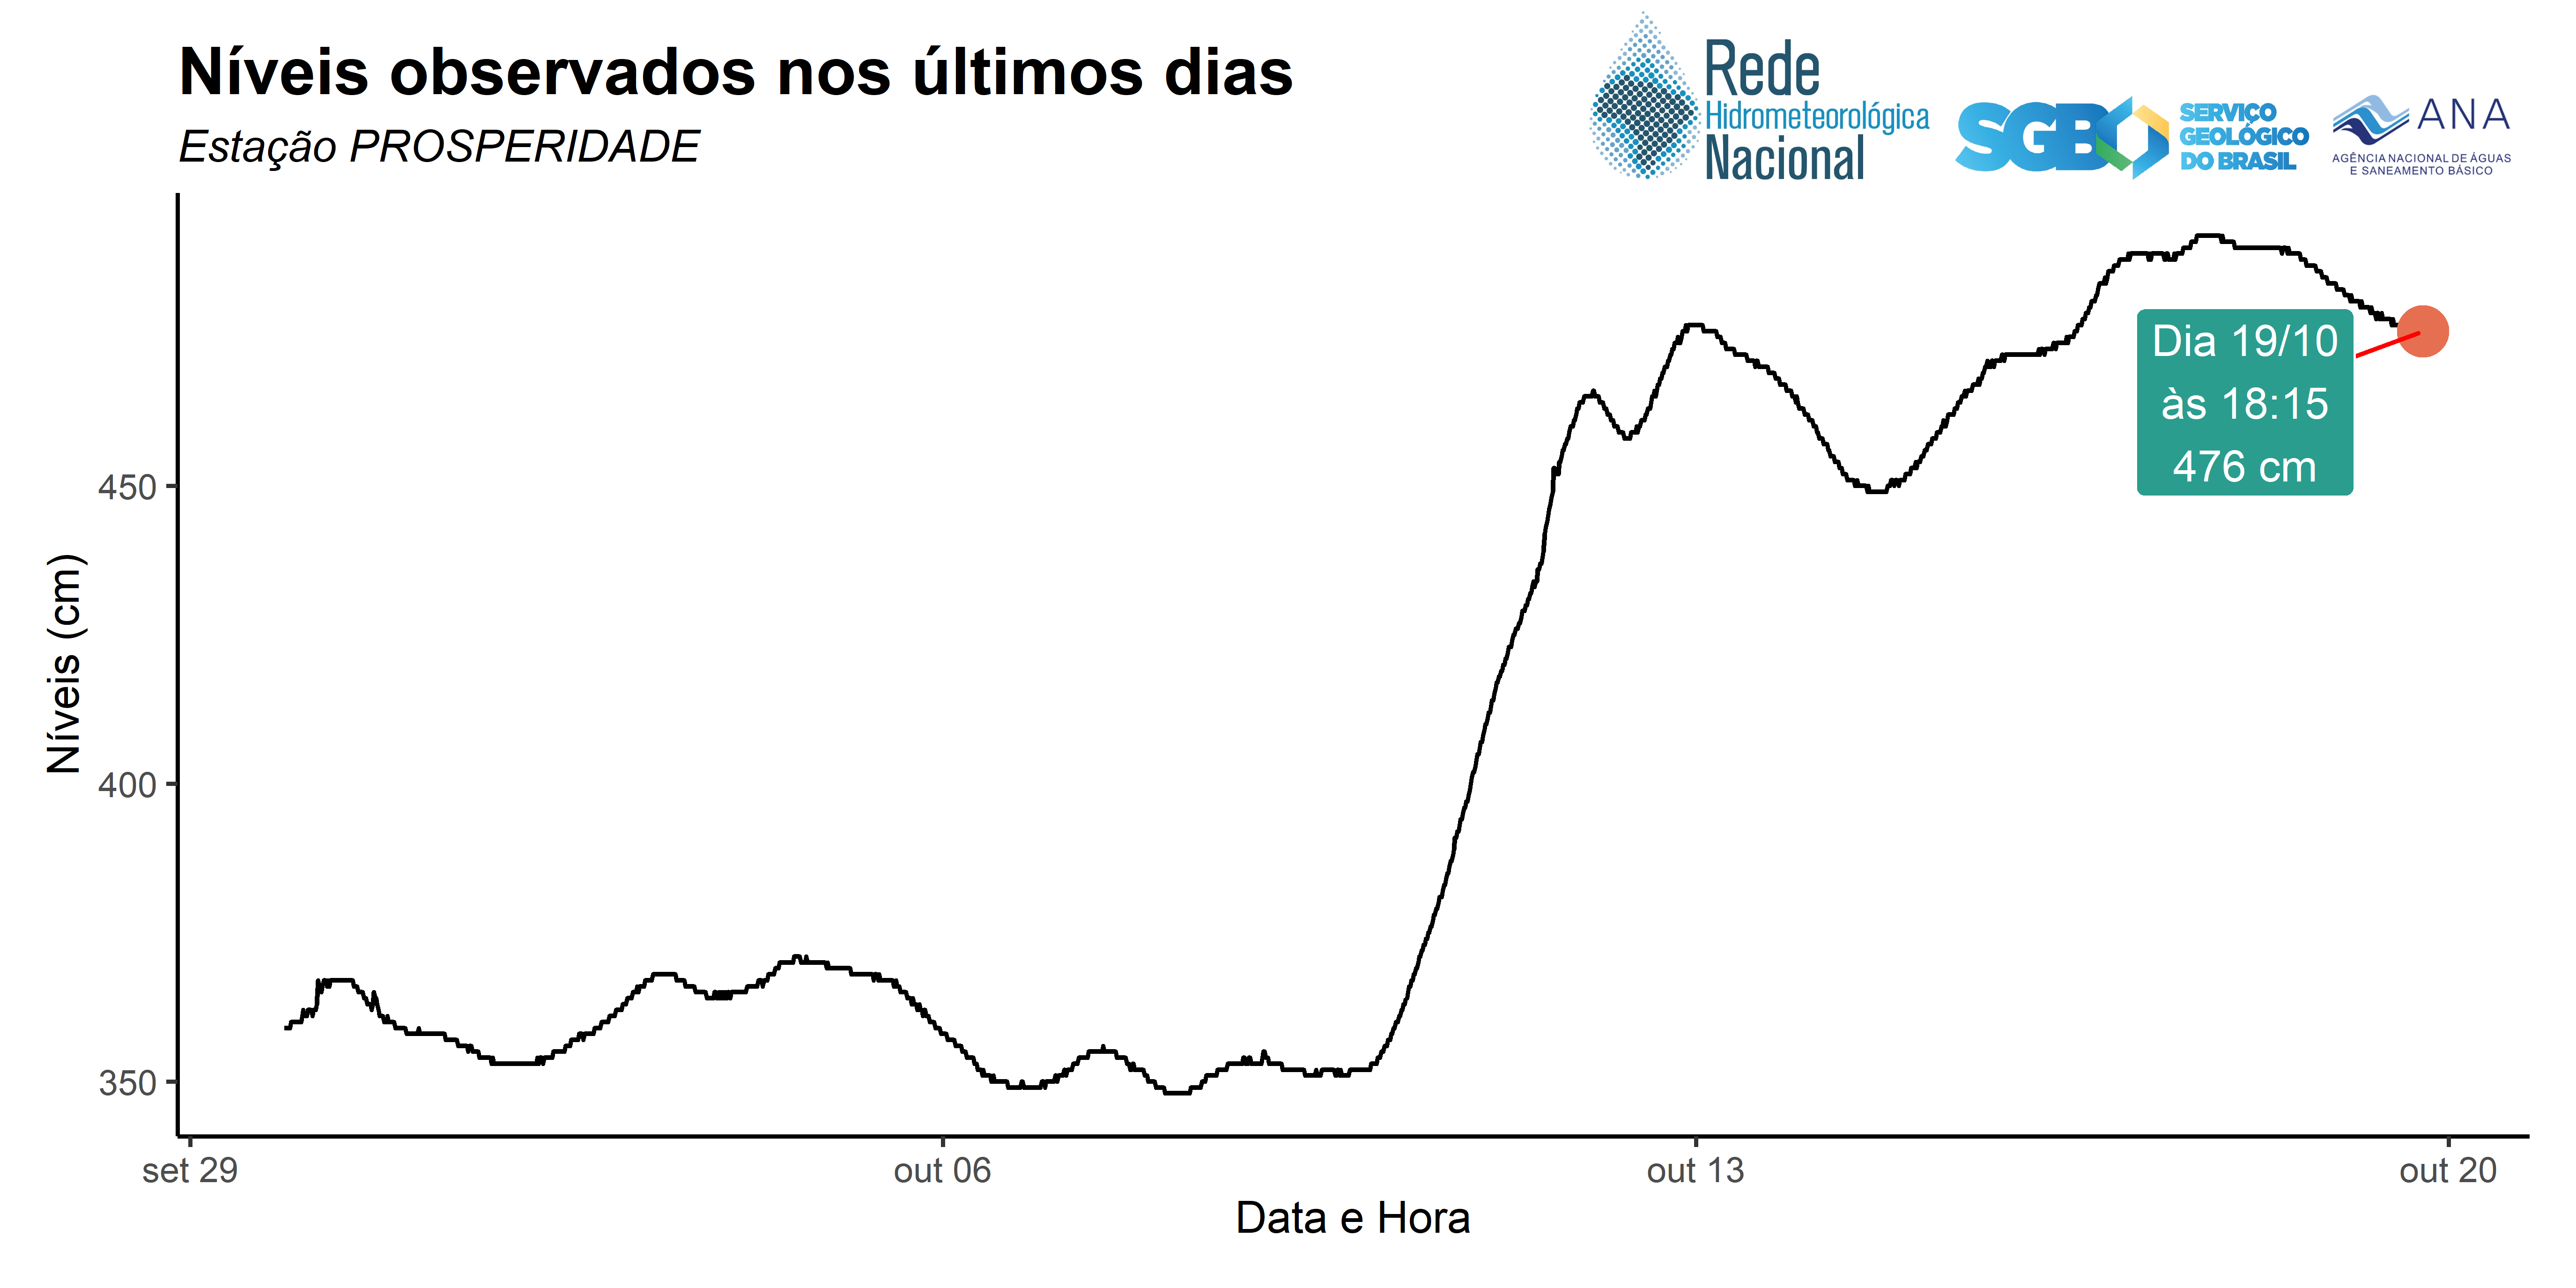 Níveis observados nos últimos dias
Estação PROSPERIDADE
Rede
Hidrometeorológica
Nacional
SGB
SERVIÇO
GEOLÓGICO
DO BRASIL
ANA
AGÊNCIA NACIONAL DE ÁGUAS
E SANEAMENTO BÁSICO
Dia 19/10
às 18:15
476 cm
Níveis (cm)
450
400
350
set 29
out 06
out 13
out 20
Data e Hora